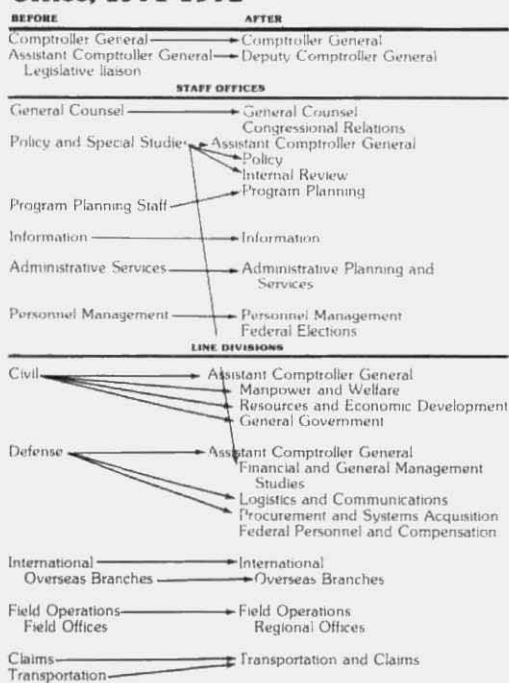 Office, 1971-1972
BEFORE AFTER
Comptroller General Comptroller General
Assistant Comptroller General Deputy Comptroller General
Legislative liaison
STAFF OFFICES
General Counsel General Counsel
Congressional Relations
Policy and Special Studies Assistant Comptroller General
Policy
Internal Review
Program Planning
Program Planning Staff
Information Information
Administrative Services Administrative Planning and
Services
Personnel Management Personnel Management
Federal Elections
LINE DIVISIONS
Civil Assistant Comptroller General
Manpower and Welfare
Resources and Economic Development
General Government
Defense Assistant Comptroller General
Financial and General Management
Studies
Logistics and Communications
Procurement and Systems Acquisition
Federal Personnel and Compensation
International International
Overseas Branches Overseas Branches
Field Operations Field Operations
Field Offices Regional Offices
Claims Transportation and Claims
Transportation